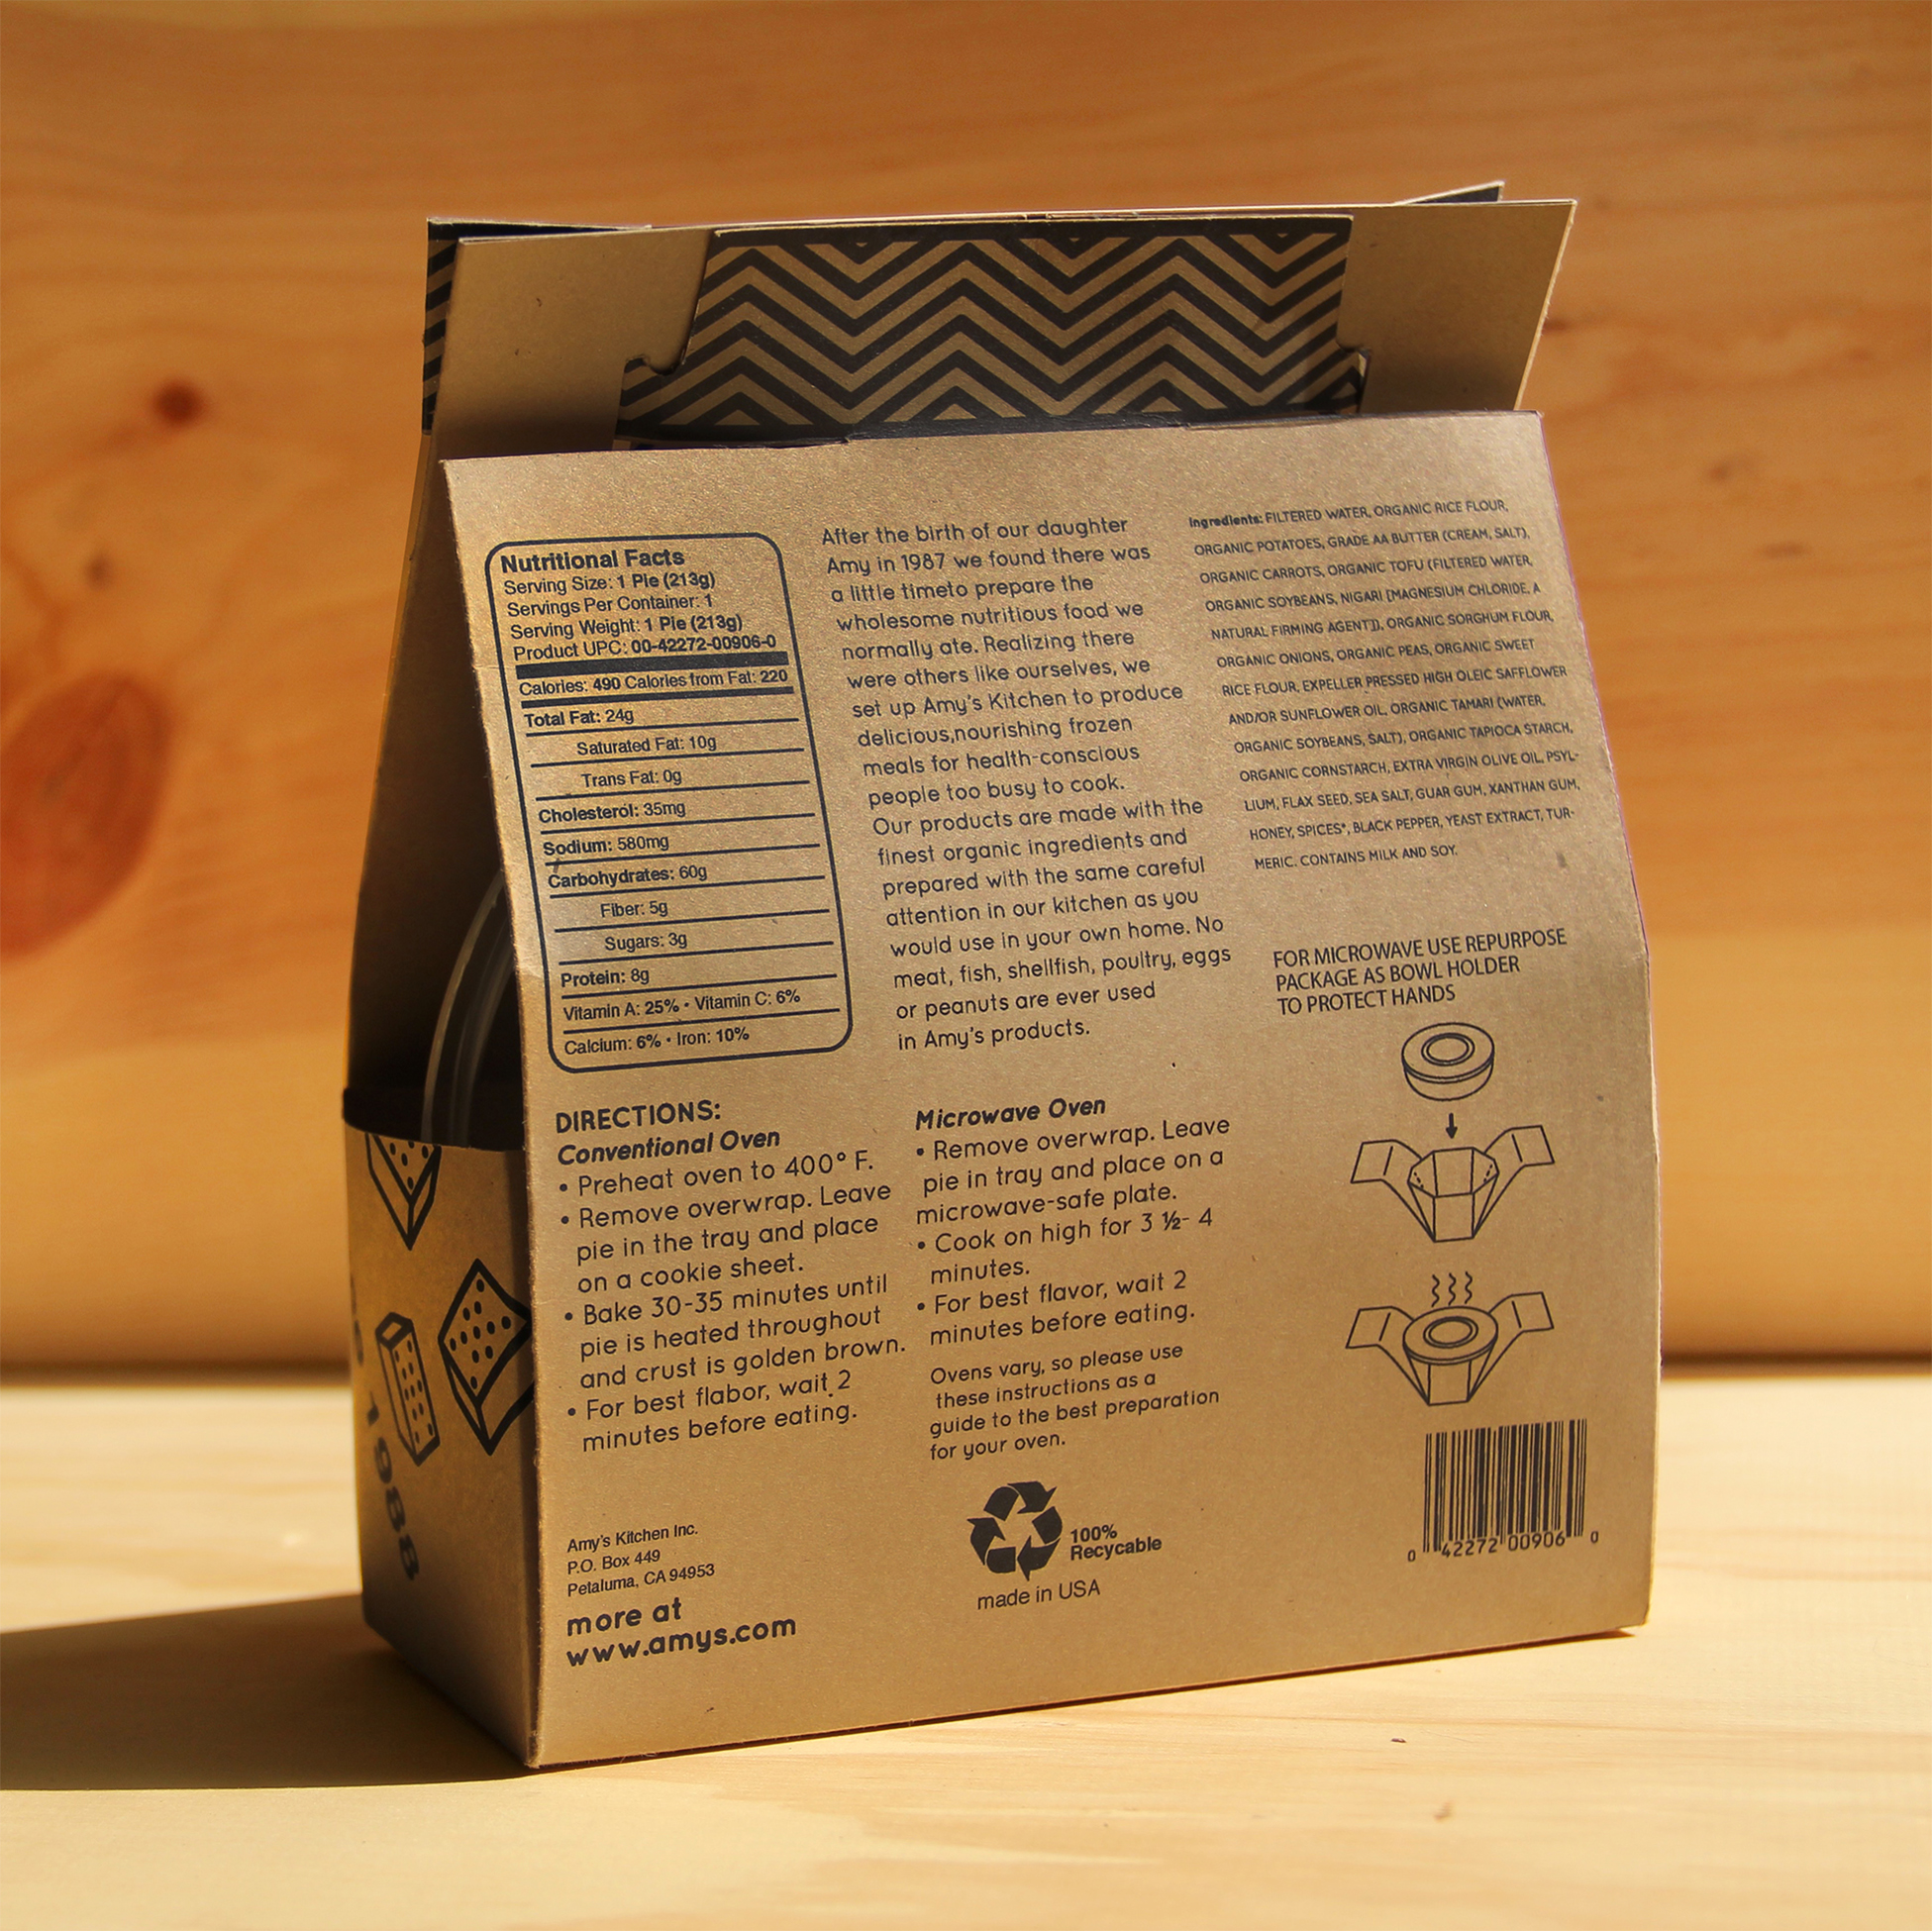 Nutritional Facts
Serving Size: 1 Pie (213g)
Servings Per Container: 1
Serving Weight: 1 Pie (213g)
Product UPC: 00-42272-00906-0
Calories: 490 Calories from Fat: 220
Total Fat: 24g
Saturated Fat: 10g
Trans Fat: 0g
Cholesterol: 35mg
Sodium: 580mg
Carbohydrates: 60g
Fiber: 5g
Sugars: 3g
Protein: 8g
Vitamin A: 25% • Vitamin C: 6%
Calcium: 6% • Iron: 10%
After the birth of our daughter
Amy in 1987 we found there was
a little timeto prepare the
wholesome nutritious food we
normally ate. Realizing there
were others like ourselves, we
set up Amy's Kitchen to produce
delicious,nourishing frozen
meals for health-conscious
people too busy to cook.
Our products are made with the
finest organic ingredients and
prepared with the same careful
attention in our kitchen as you
would use in your own home. No
meat, fish, shellfish, poultry, eggs
or peanuts are ever used
in Amy's products.
Ingredients: FILTERED WATER, ORGANIC RICE FLOUR,
ORGANIC POTATOES, GRADE AA BUTTER (CREAM, SALT),
ORGANIC CARROTS, ORGANIC TOFU (FILTERED WATER,
ORGANIC SOYBEANS, NIGARI [MAGNESIUM CHLORIDE, A
NATURAL FIRMING AGENT]), ORGANIC SORGHUM FLOUR,
ORGANIC ONIONS, ORGANIC PEAS, ORGANIC SWEET
RICE FLOUR, EXPELLER PRESSED HIGH OLEIC SAFFLOWER
AND/OR SUNFLOWER OIL, ORGANIC TAMARI (WATER,
ORGANIC SOYBEANS, SALT), ORGANIC TAPIOCA STARCH,
ORGANIC CORNSTARCH, EXTRA VIRGIN OLIVE OIL, PSYL-
LIUM, FLAX SEED, SEA SALT, GUAR GUM, XANTHAN GUM,
HONEY, SPICES*, BLACK PEPPER, YEAST EXTRACT, TUR-
MERIC. CONTAINS MILK AND SOY.
FOR MICROWAVE USE REPURPOSE
PACKAGE AS BOWL HOLDER
TO PROTECT HANDS
DIRECTIONS:
Conventional Oven
• Preheat oven to 400° F.
• Remove overwrap. Leave
pie in the tray and place
on a cookie sheet.
• Bake 30-35 minutes until
pie is heated throughout
and crust is golden brown.
• For best flabor, wait 2
minutes before eating.
Microwave Oven
• Remove overwrap. Leave
pie in tray and place on a
microwave-safe plate.
• Cook on high for 3 ½- 4
minutes.
• For best flavor, wait 2
minutes before eating.
Ovens vary, so please use
these instructions as a
guide to the best preparation
for your oven.
Amy's Kitchen Inc.
P.O. Box 449
Petaluma, CA 94953
more at
www.amys.com
100%
Recycable
made in USA
0 42272 00906 0
1988